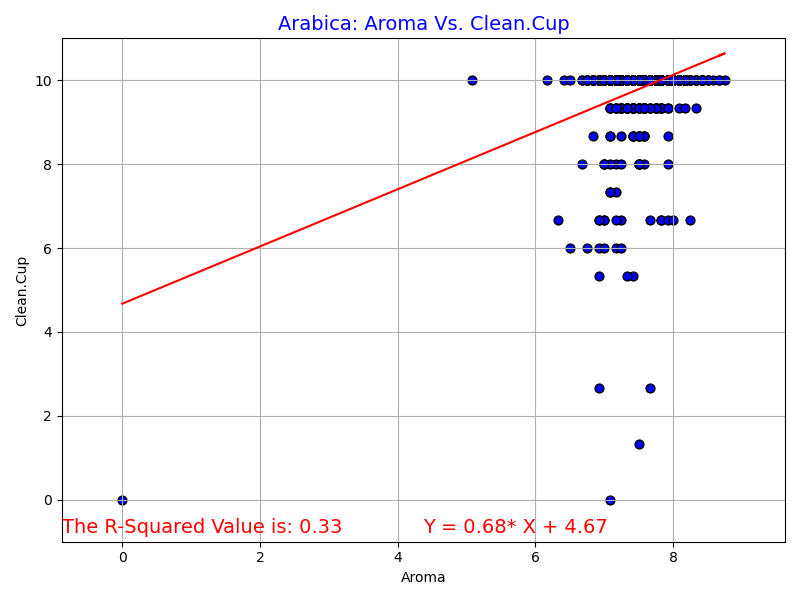 Arabica: Aroma Vs. Clean.Cup
10
8
6
4
2
0
Clean.Cup
The R-Squared Value is: 0.33
Y = 0.68* X + 4.67
0 2 4 6 8
Aroma